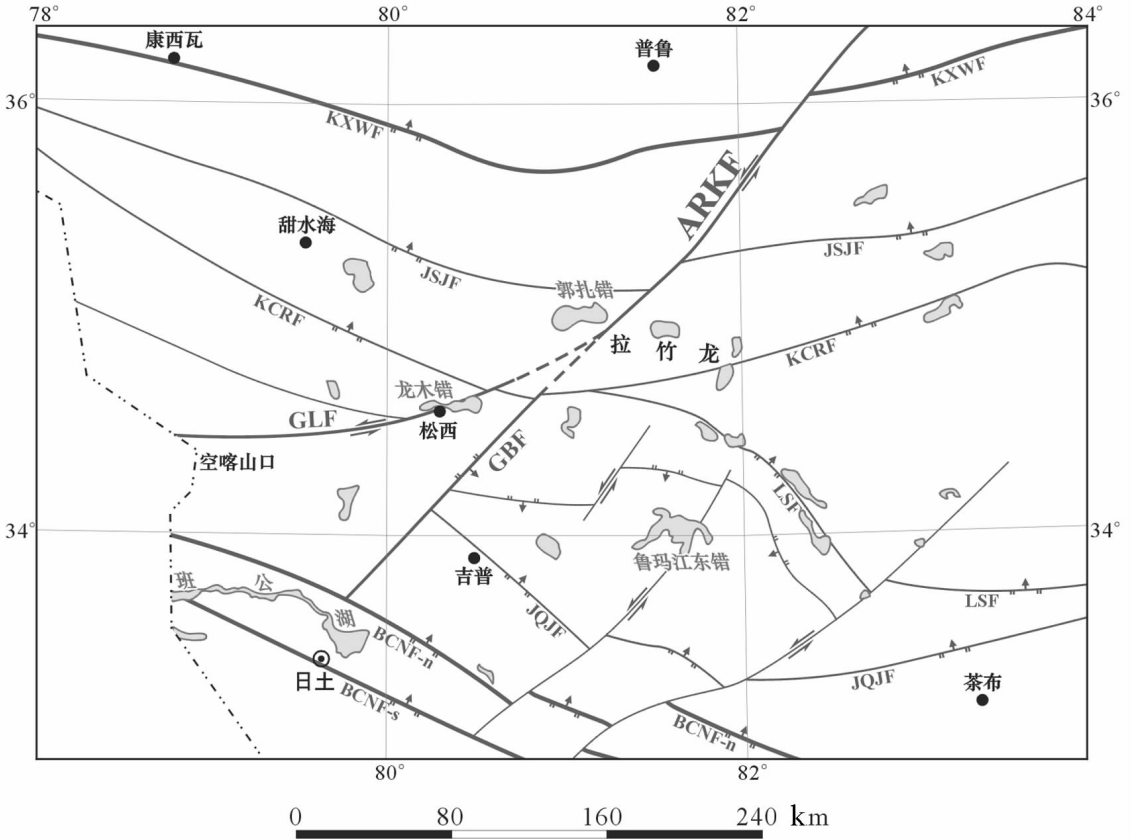 78°
80°
82°
84°
康西瓦
普鲁
36°
36°
KXWF
KXWF
ARKF
甜水海
JSJF
JSJF
郭扎错
KCRF
拉竹龙
KCRF
龙木错
GLF
松西
GBF
空喀山口
LSF
34°
34°
鲁玛江东错
吉普
班公湖
JQJF
LSF
BCNF-n
日土
BCNF-s
JQJF
茶布
BCNF-n
80°
82°
0 80 160 240 km